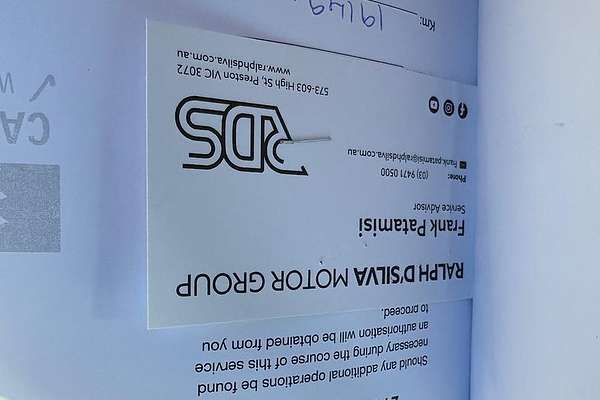 RALPH D'SILVA MOTOR GROUP
Frank Patamisi
Service Advisor
Phone: (03) 9471 0500
frank.patamisi@ralphdsilva.com.au
RDS
573-603 High St, Preston VIC 3072
www.ralphdsilva.com.au
Should any additional operations be found
necessary during the course of this service
an authorisation will be obtained from you
to proceed.
Km:
CA